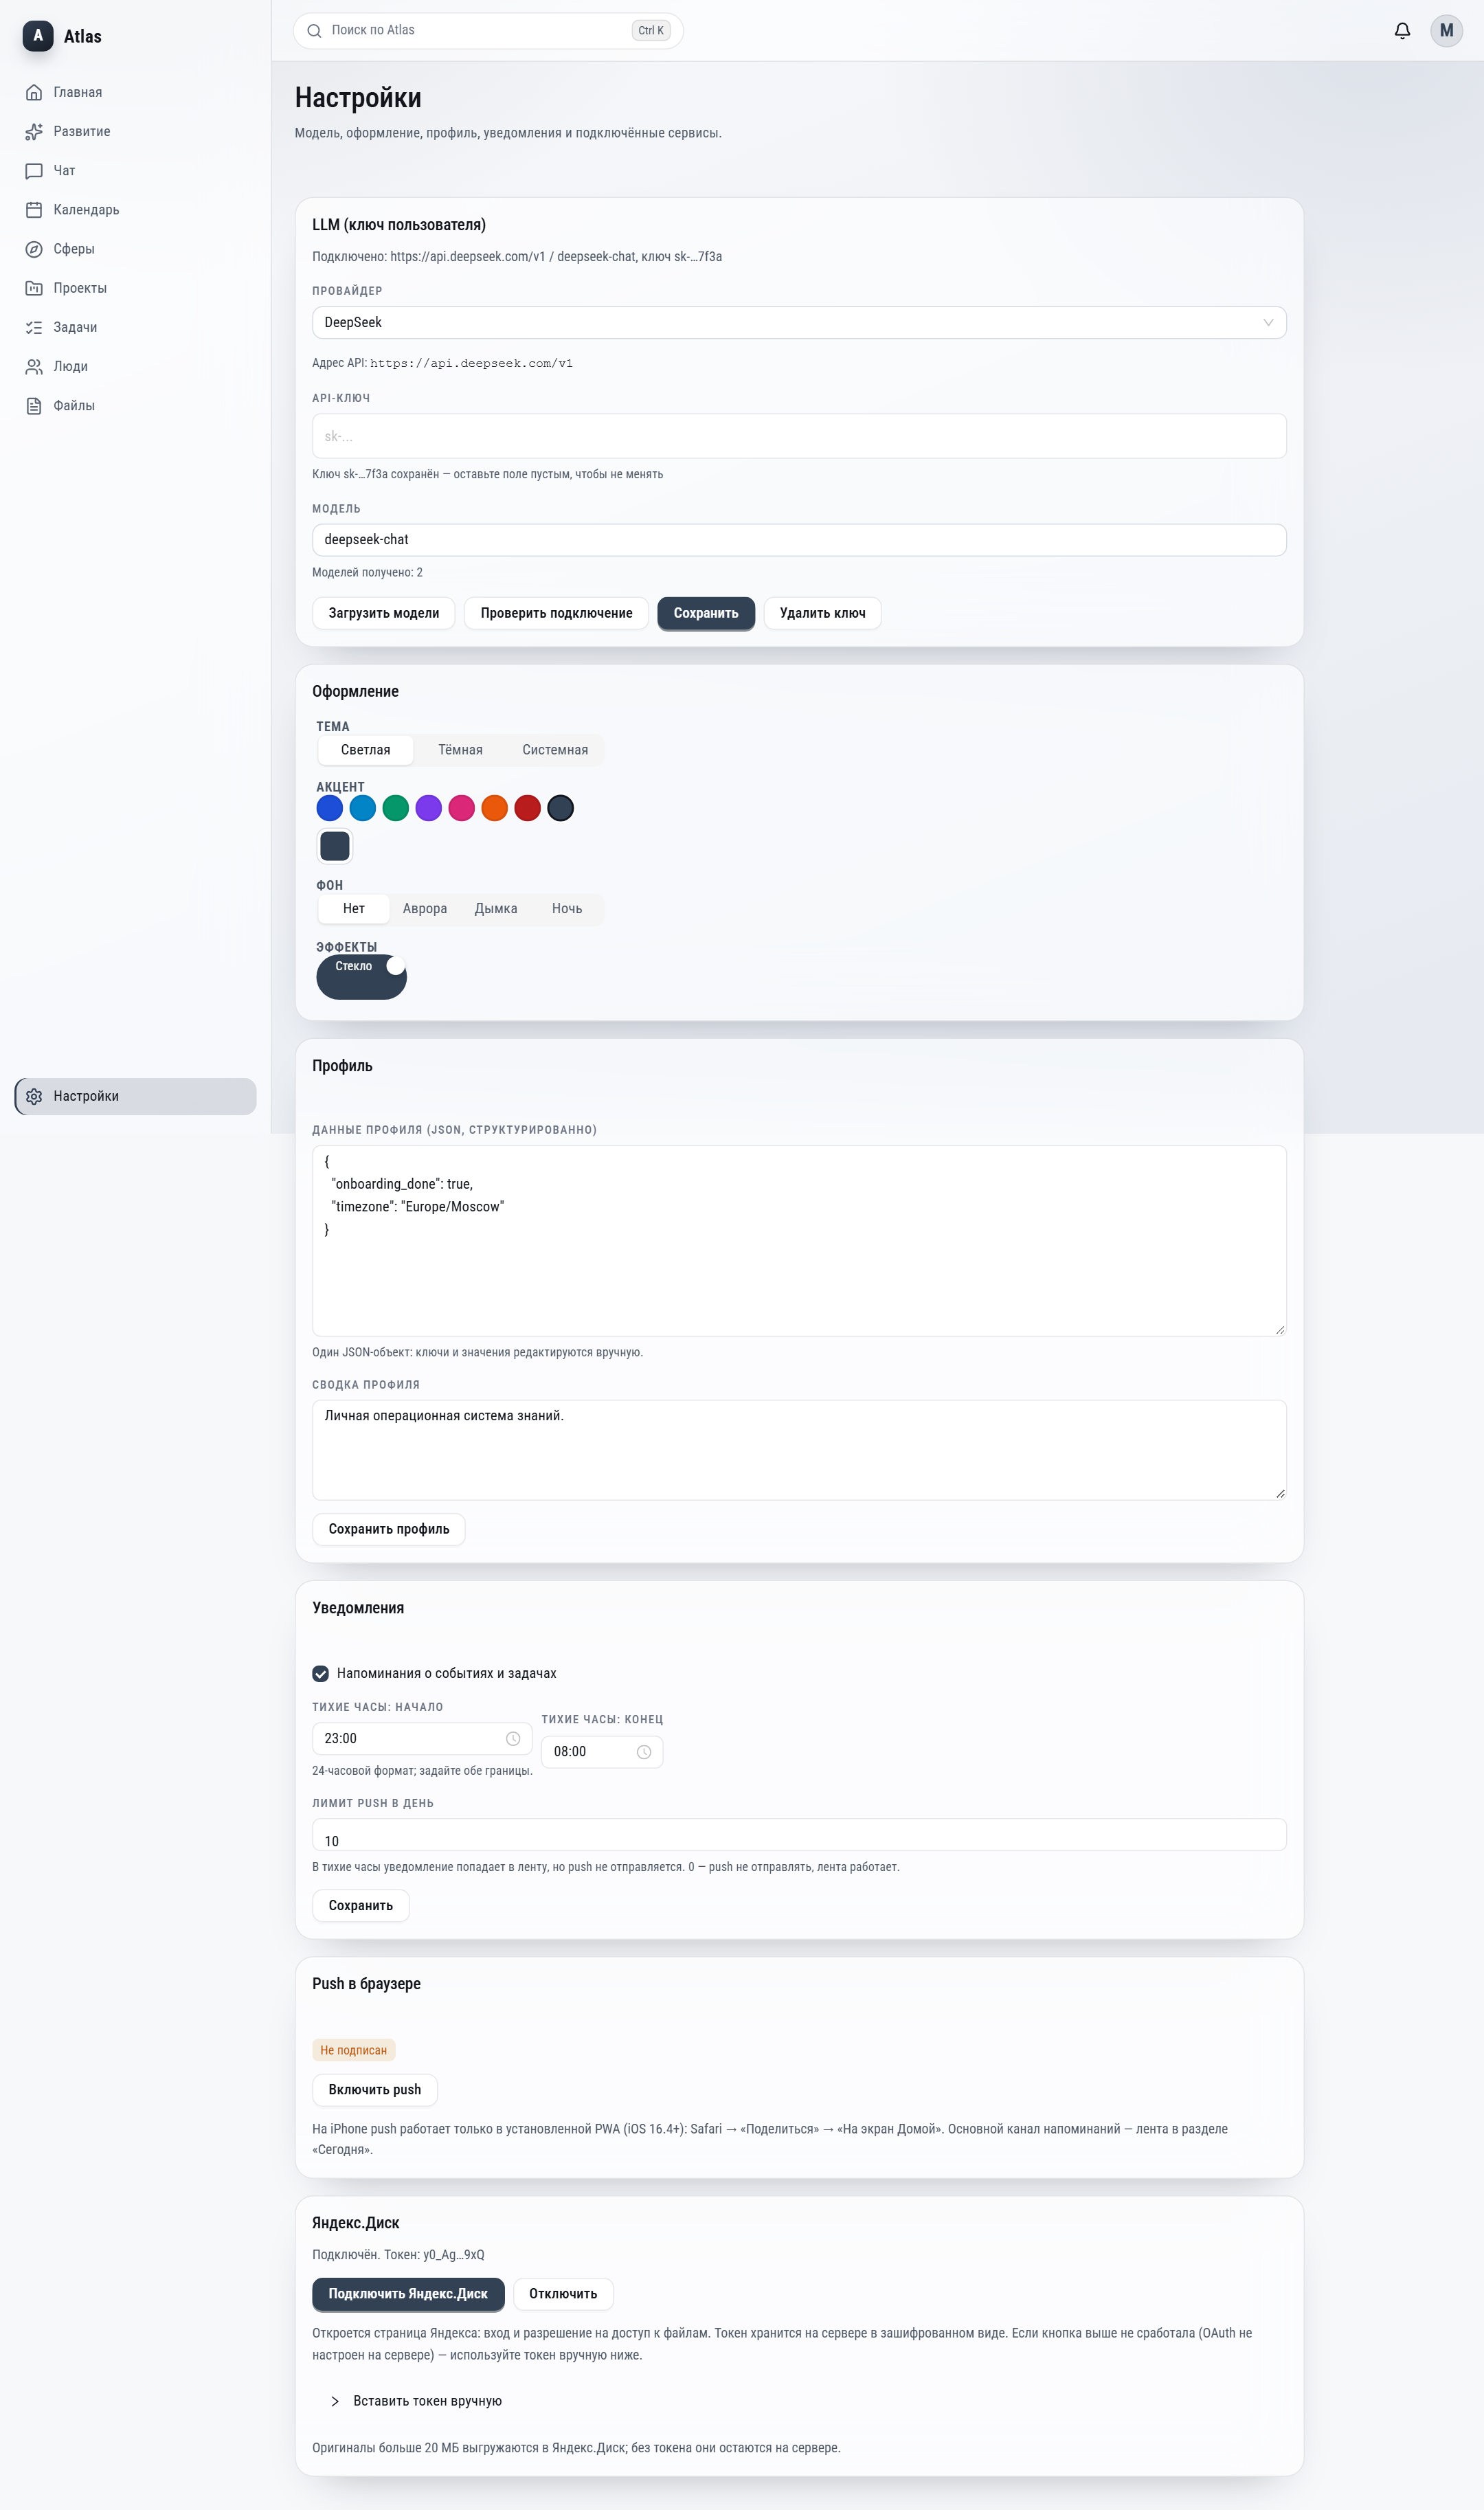 A Atlas
Поиск по Atlas Ctrl K
M
Главная
Развитие
Чат
Календарь
Сферы
Проекты
Задачи
Люди
Файлы
Настройки
Настройки
Модель, оформление, профиль, уведомления и подключённые сервисы.
LLM (ключ пользователя)
Подключено: https://api.deepseek.com/v1 / deepseek-chat, ключ sk-…7f3a
ПРОВАЙДЕР
DeepSeek
Адрес API: https://api.deepseek.com/v1
API-КЛЮЧ
sk-...
Ключ sk-…7f3a сохранён — оставьте поле пустым, чтобы не менять
МОДЕЛЬ
deepseek-chat
Моделей получено: 2
Загрузить модели Проверить подключение Сохранить Удалить ключ
Оформление
ТЕМА
Светлая Тёмная Системная
АКЦЕНТ
ФОН
Нет Аврора Дымка Ночь
ЭФФЕКТЫ
Стекло
Профиль
ДАННЫЕ ПРОФИЛЯ (JSON, СТРУКТУРИРОВАННО)
{
"onboarding_done": true,
"timezone": "Europe/Moscow"
}
Один JSON-объект: ключи и значения редактируются вручную.
СВОДКА ПРОФИЛЯ
Личная операционная система знаний.
Сохранить профиль
Уведомления
Напоминания о событиях и задачах
ТИХИЕ ЧАСЫ: НАЧАЛО
23:00
24-часовой формат; задайте обе границы.
ТИХИЕ ЧАСЫ: КОНЕЦ
08:00
ЛИМИТ PUSH В ДЕНЬ
10
В тихие часы уведомление попадает в ленту, но push не отправляется. 0 — push не отправлять, лента работает.
Сохранить
Push в браузере
Не подписан
Включить push
На iPhone push работает только в установленной PWA (iOS 16.4+): Safari → «Поделиться» → «На экран Домой». Основной канал напоминаний — лента в разделе
«Сегодня».
Яндекс.Диск
Подключён. Токен: y0_Ag…9xQ
Подключить Яндекс.Диск Отключить
Откроется страница Яндекса: вход и разрешение на доступ к файлам. Токен хранится на сервере в зашифрованном виде. Если кнопка выше не сработала (OAuth не
настроен на сервере) — используйте токен вручную ниже.
Вставить токен вручную
Оригиналы больше 20 МБ выгружаются в Яндекс.Диск; без токена они остаются на сервере.